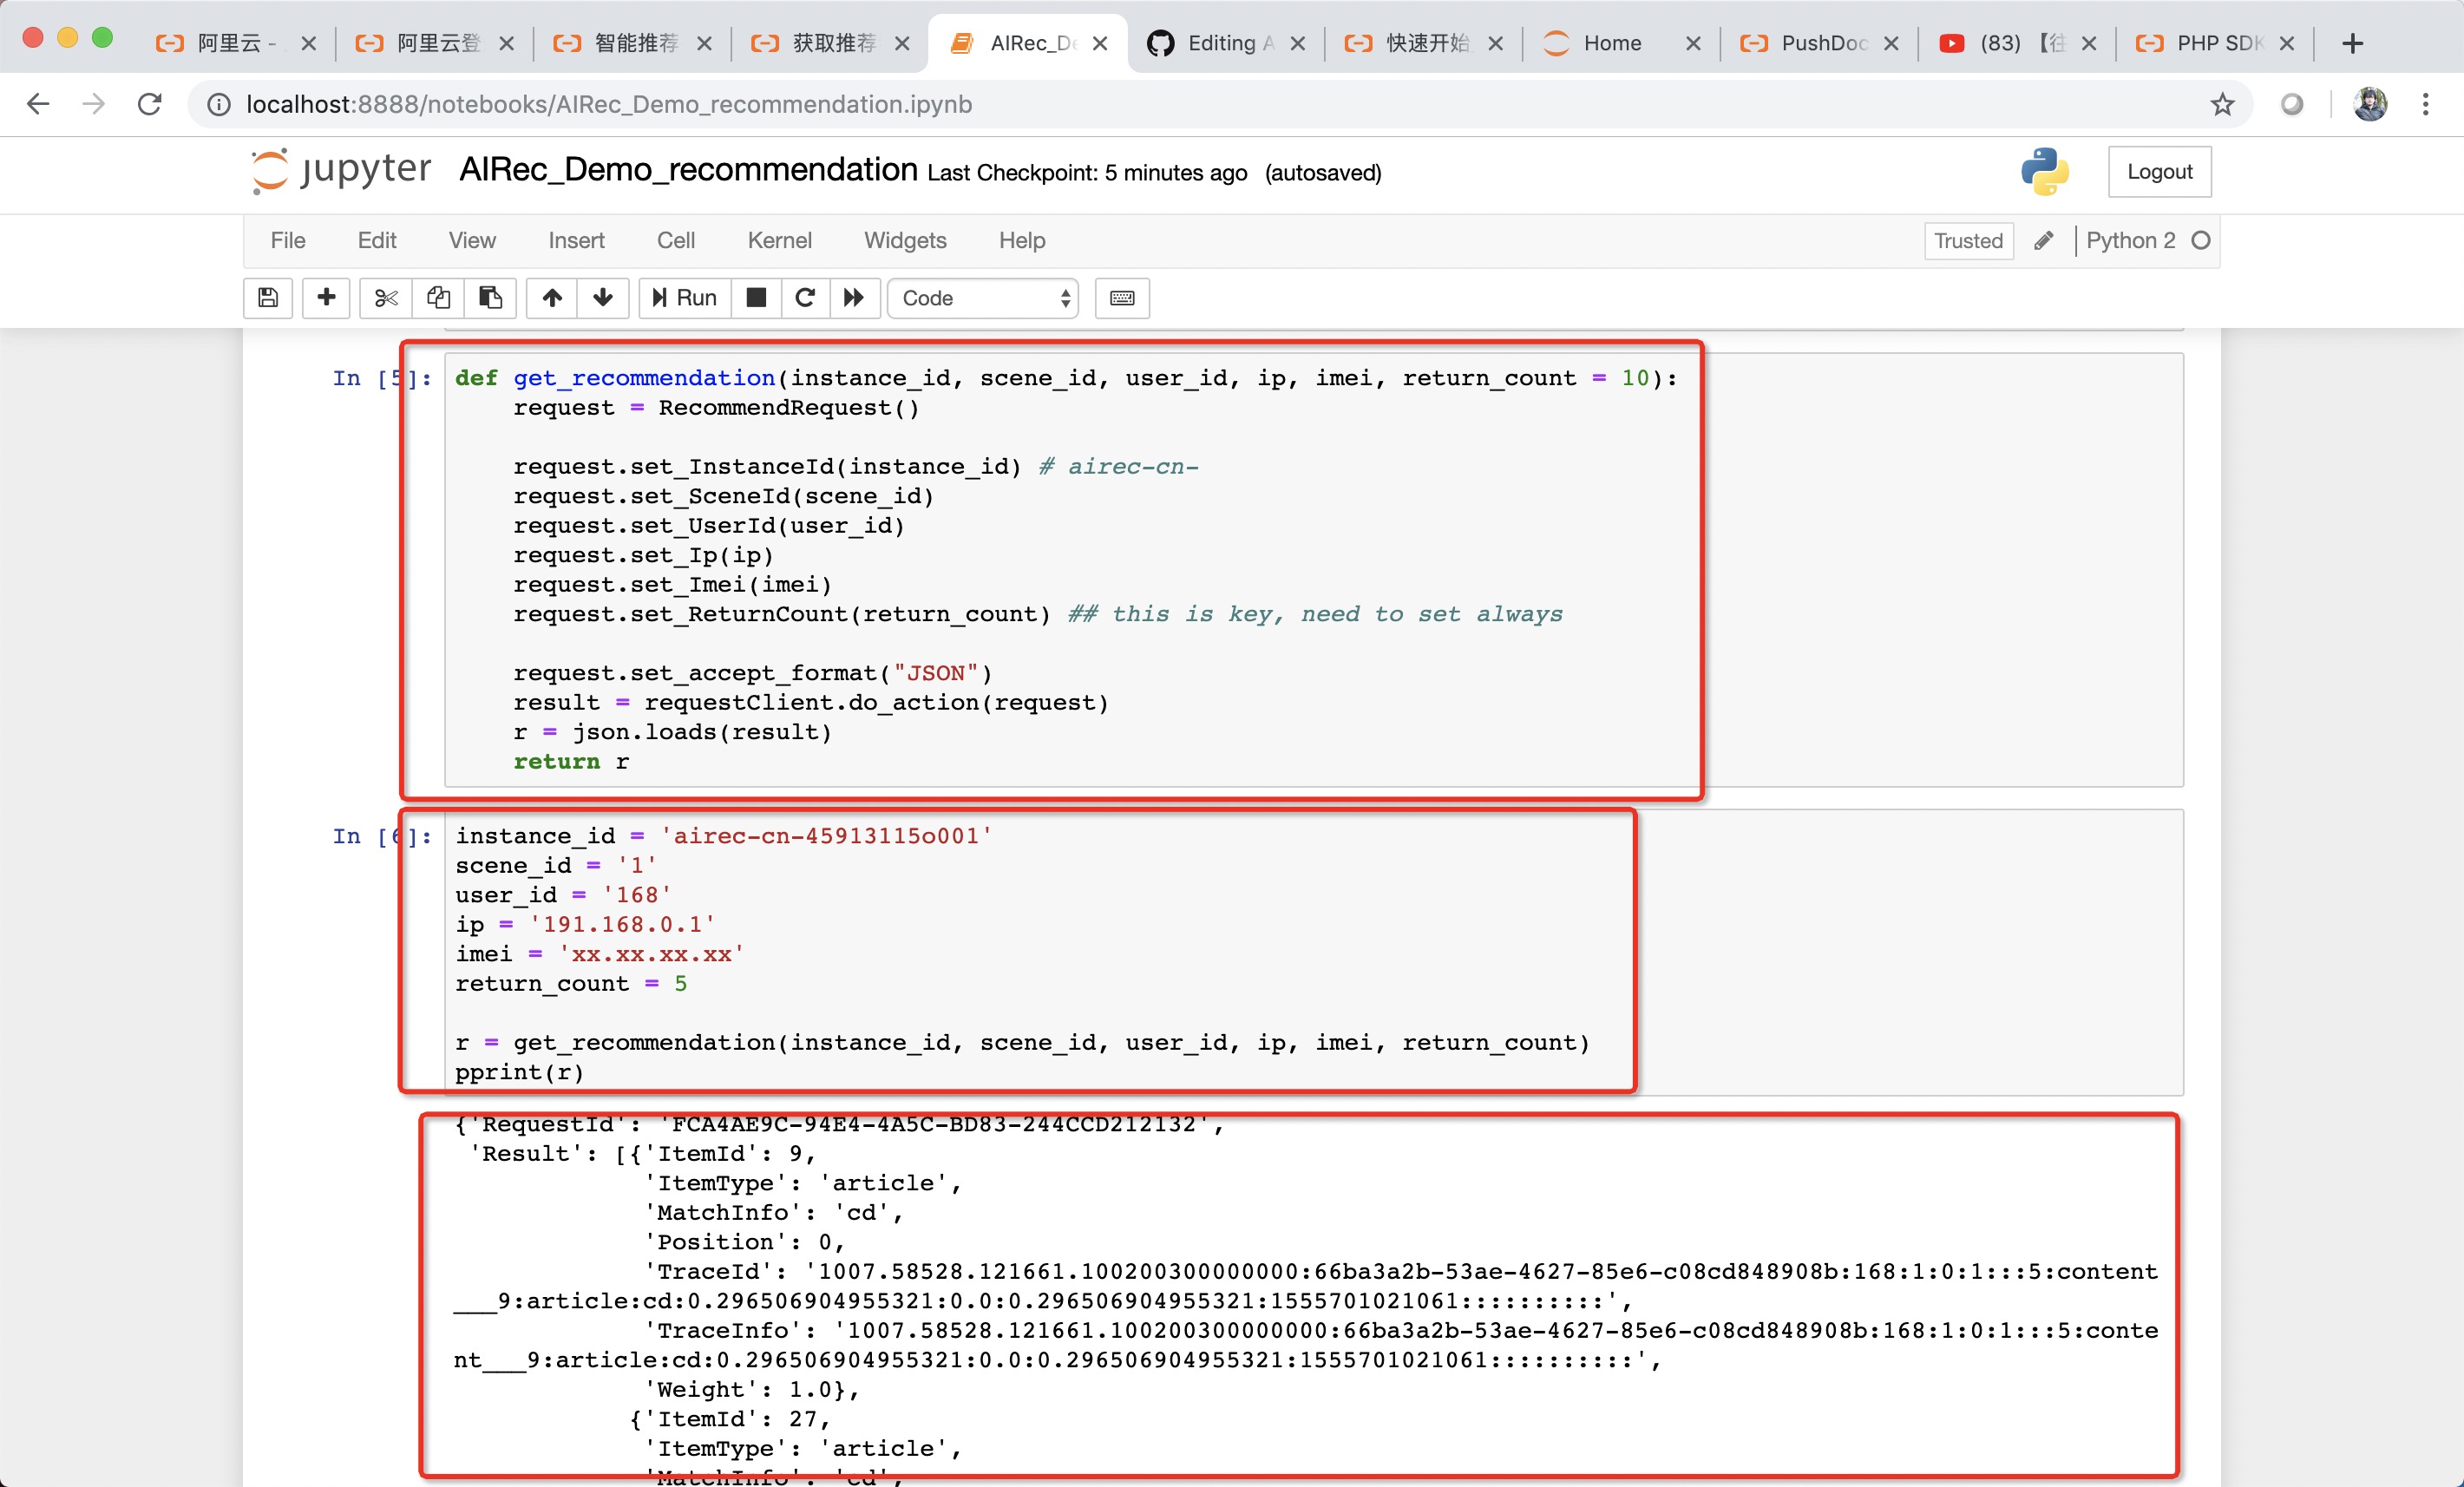 阿里云 -
阿里云登
智能推荐
获取推荐
AIRec_De
Editing A
快速开始
Home
PushDoc
(83) 【往
PHP SDK
localhost:8888/notebooks/AIRec_Demo_recommendation.ipynb
jupyter AIRec_Demo_recommendation Last Checkpoint: 5 minutes ago (autosaved)
Logout
File Edit View Insert Cell Kernel Widgets Help
Trusted Python 2
Run Code
In [5]: def get_recommendation(instance_id, scene_id, user_id, ip, imei, return_count = 10):
request = RecommendRequest()
request.set_InstanceId(instance_id) # airec-cn-
request.set_SceneId(scene_id)
request.set_UserId(user_id)
request.set_Ip(ip)
request.set_Imei(imei)
request.set_ReturnCount(return_count) ## this is key, need to set always
request.set_accept_format("JSON")
result = requestClient.do_action(request)
r = json.loads(result)
return r
In [6]: instance_id = 'airec-cn-45913115o001'
scene_id = '1'
user_id = '168'
ip = '191.168.0.1'
imei = 'xx.xx.xx.xx'
return_count = 5
r = get_recommendation(instance_id, scene_id, user_id, ip, imei, return_count)
pprint(r)
{'RequestId': 'FCA4AE9C-94E4-4A5C-BD83-244CCD212132',
'Result': [{'ItemId': 9,
'ItemType': 'article',
'MatchInfo': 'cd',
'Position': 0,
'TraceId': '1007.58528.121661.100200300000000:66ba3a2b-53ae-4627-85e6-c08cd848908b:168:1:0:1:::5:content
___9:article:cd:0.296506904955321:0.0:0.296506904955321:1555701021061::::::::::',
'TraceInfo': '1007.58528.121661.100200300000000:66ba3a2b-53ae-4627-85e6-c08cd848908b:168:1:0:1:::5:conte
nt___9:article:cd:0.296506904955321:0.0:0.296506904955321:1555701021061::::::::::',
'Weight': 1.0},
{'ItemId': 27,
'ItemType': 'article',
'MatchInfo': 'cd',